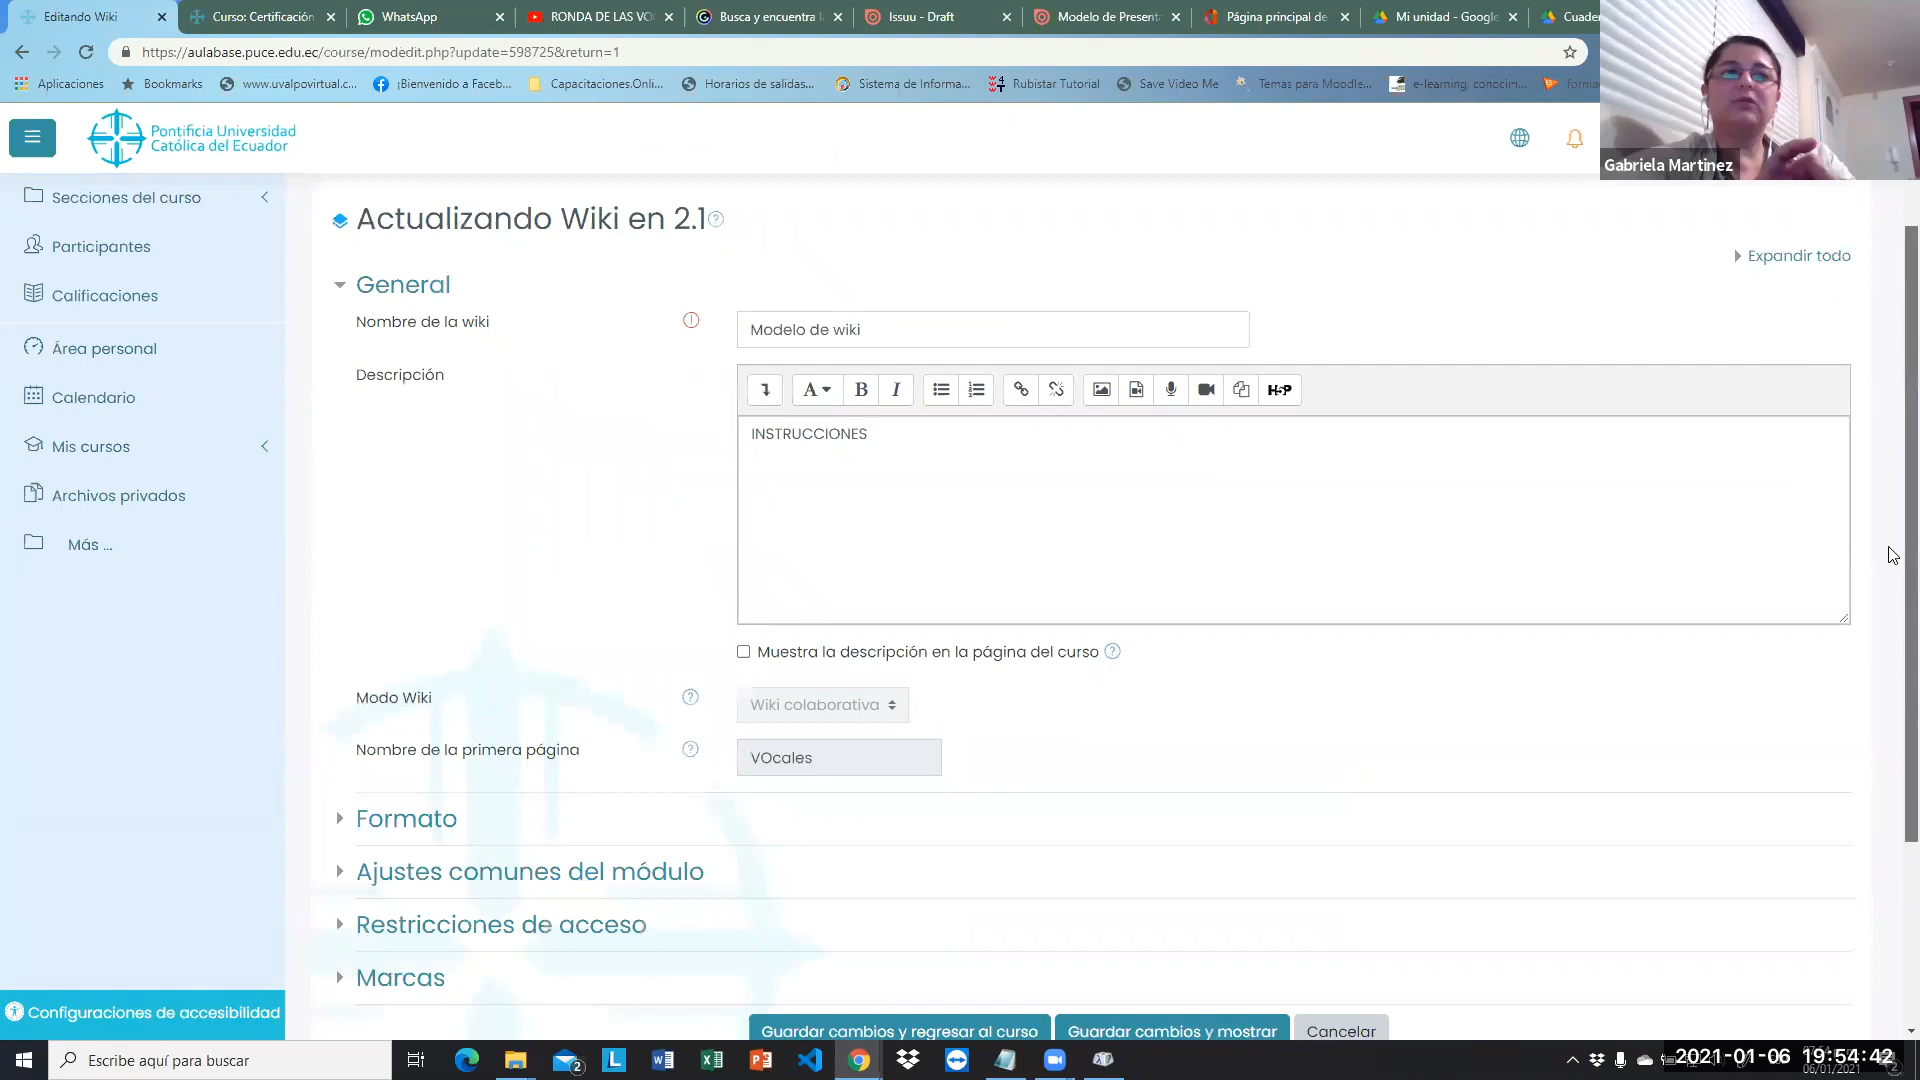 Editando Wiki
Curso: Certificación
WhatsApp
RONDA DE LAS VO
Busca y encuentra l
Issuu - Draft
Modelo de Present
Página principal de
Mi unidad - Google
Cuade
https://aulabase.puce.edu.ec/course/modedit.php?update=598725&return=1
Aplicaciones
Bookmarks
www.uvalpovirtual.c...
¡Bienvenido a Faceb...
Capacitaciones.Onli...
Horarios de salidas...
Sistema de Informa...
Rubistar Tutorial
Save Video Me
Temas para Moodle...
e-learning, conocim...
forma
Pontificia Universidad
Católica del Ecuador
Gabriela Martinez
Secciones del curso
Participantes
Calificaciones
Área personal
Calendario
Mis cursos
Archivos privados
Más ...
Configuraciones de accesibilidad
Actualizando Wiki en 2.1
Expandir todo
General
Nombre de la wiki
Modelo de wiki
Descripción
A
B
I
H-P
INSTRUCCIONES
Muestra la descripción en la página del curso
Modo Wiki
Wiki colaborativa
Nombre de la primera página
VOcales
Formato
Ajustes comunes del módulo
Restricciones de acceso
Marcas
Guardar cambios y regresar al curso
Guardar cambios y mostrar
Cancelar
Escribe aquí para buscar
2021-01-06 19:54:42
06/01/2021